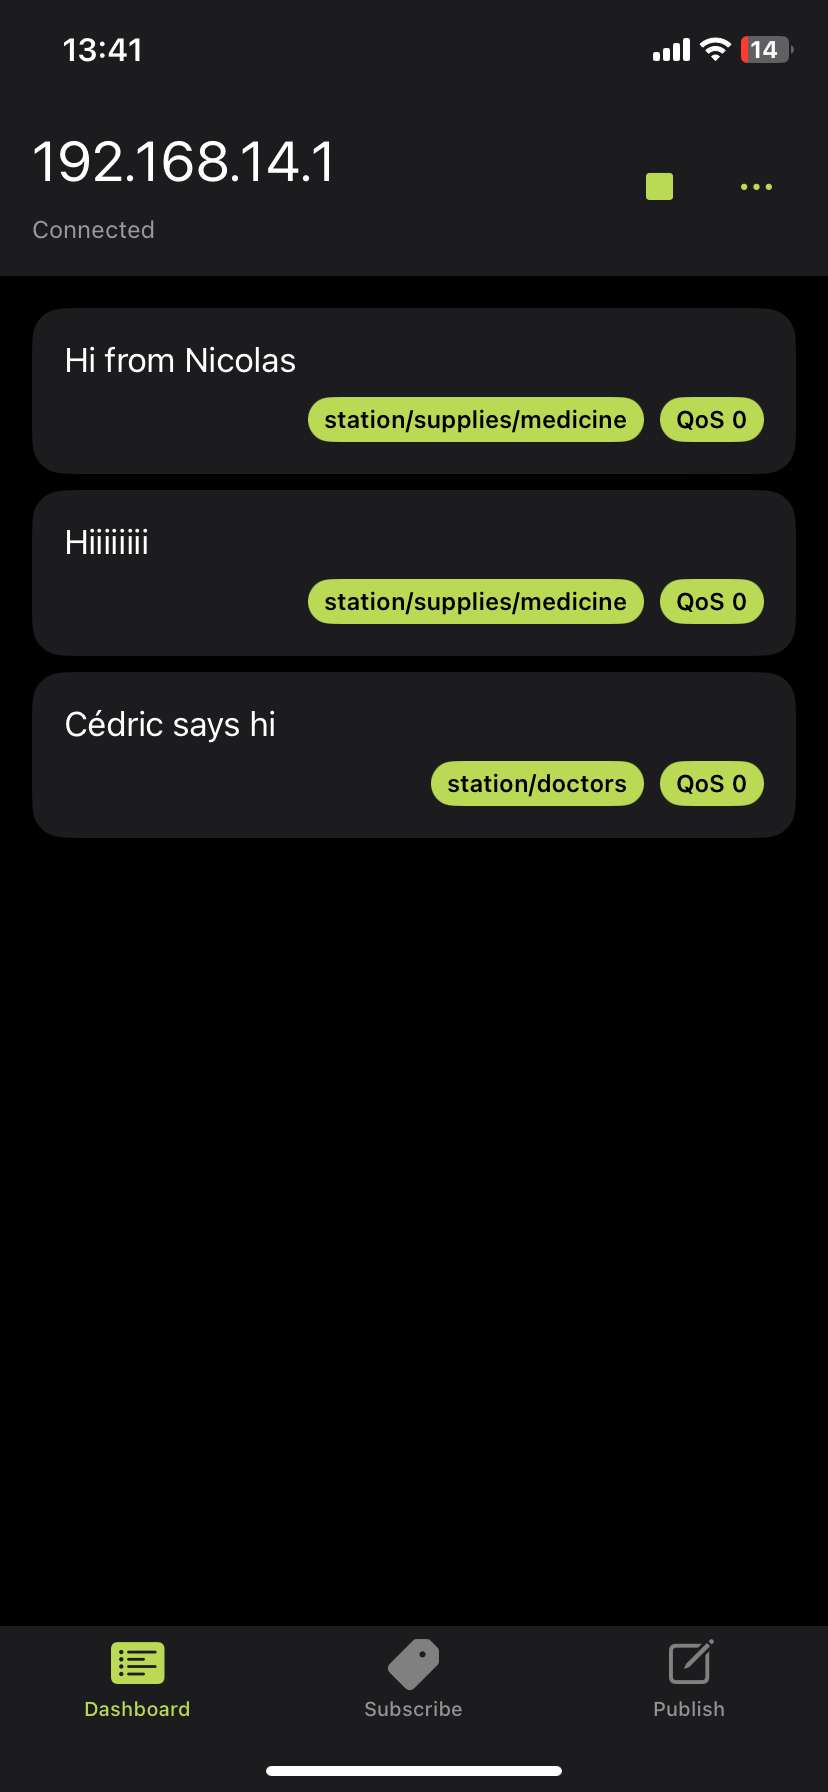 13:41
14
192.168.14.1
Connected
Hi from Nicolas
station/supplies/medicine QoS 0
Hiiiiiiii
station/supplies/medicine QoS 0
Cédric says hi
station/doctors QoS 0
Dashboard Subscribe Publish